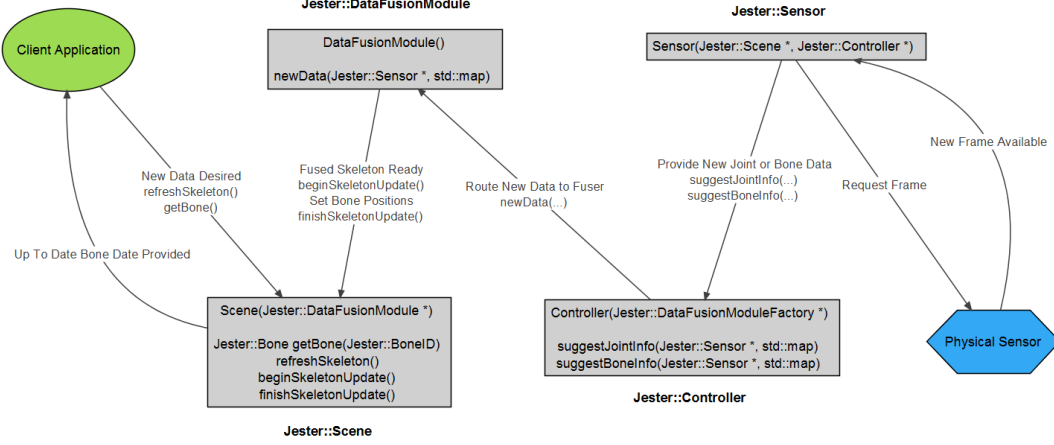 Jester::DataFusionModule
Jester::Sensor
Client Application
DataFusionModule()
newData(Jester::Sensor *, std::map)
Sensor(Jester::Scene *, Jester::Controller *)
New Frame Available
New Data Desired
refreshSkeleton()
getBone()
Fused Skeleton Ready
beginSkeletonUpdate()
Set Bone Positions
finishSkeletonUpdate()
Route New Data to Fuser
newData(...)
Provide New Joint or Bone Data
suggestJointInfo(...)
suggestBoneInfo(...)
Request Frame
Up To Date Bone Date Provided
Scene(Jester::DataFusionModule *)
Jester::Bone getBone(Jester::BoneID)
refreshSkeleton()
beginSkeletonUpdate()
finishSkeletonUpdate()
Controller(Jester::DataFusionModuleFactory *)
suggestJointInfo(Jester::Sensor *, std::map)
suggestBoneInfo(Jester::Sensor *, std::map)
Physical Sensor
Jester::Controller
Jester::Scene